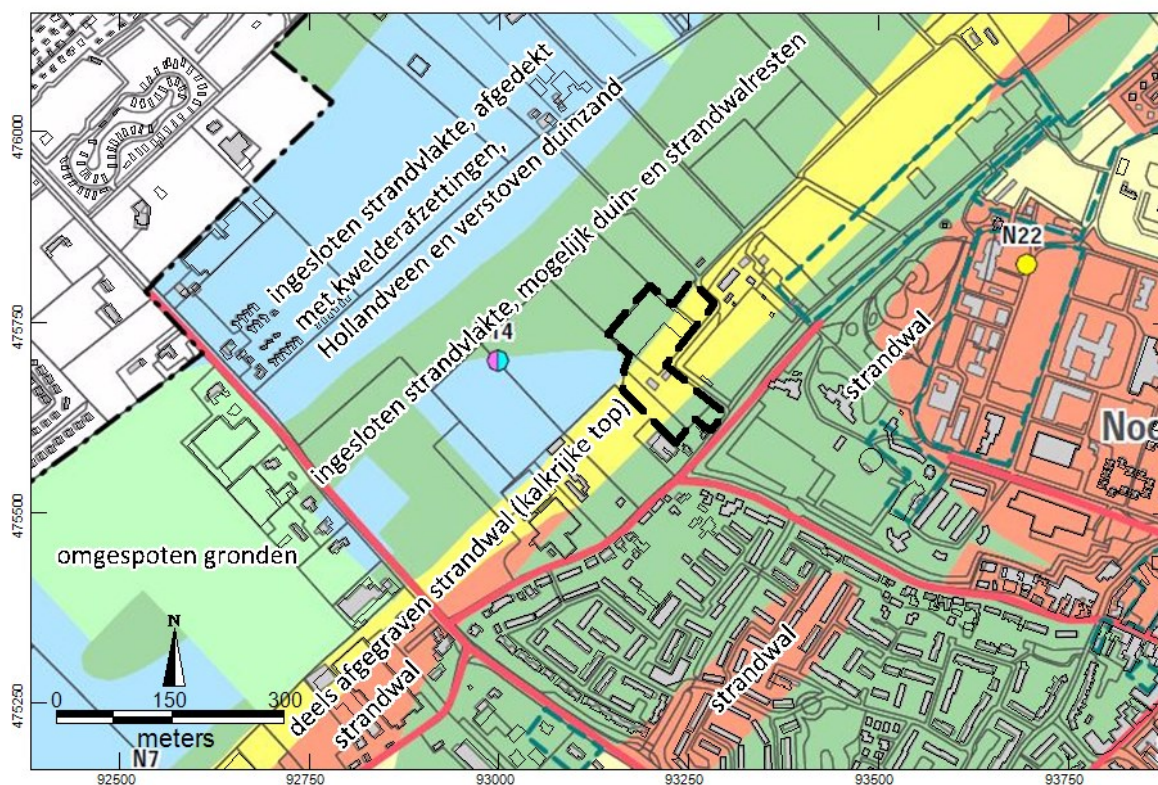 ingesloten strandvlakte, afgedekt
met kwelderafzettingen,
Hollandveen en verstoven duinzand
ingesloten strandvlakte, mogelijk duin- en strandwalresten
deels afgegraven strandwal (kalkrijke top)
strandwal
strandwal
strandwal
omgespoten gronden
N22
Noe
4
N
0
150
300
meters
N7
476000
475750
475500
475250
92500
92750
93000
93250
93500
93750